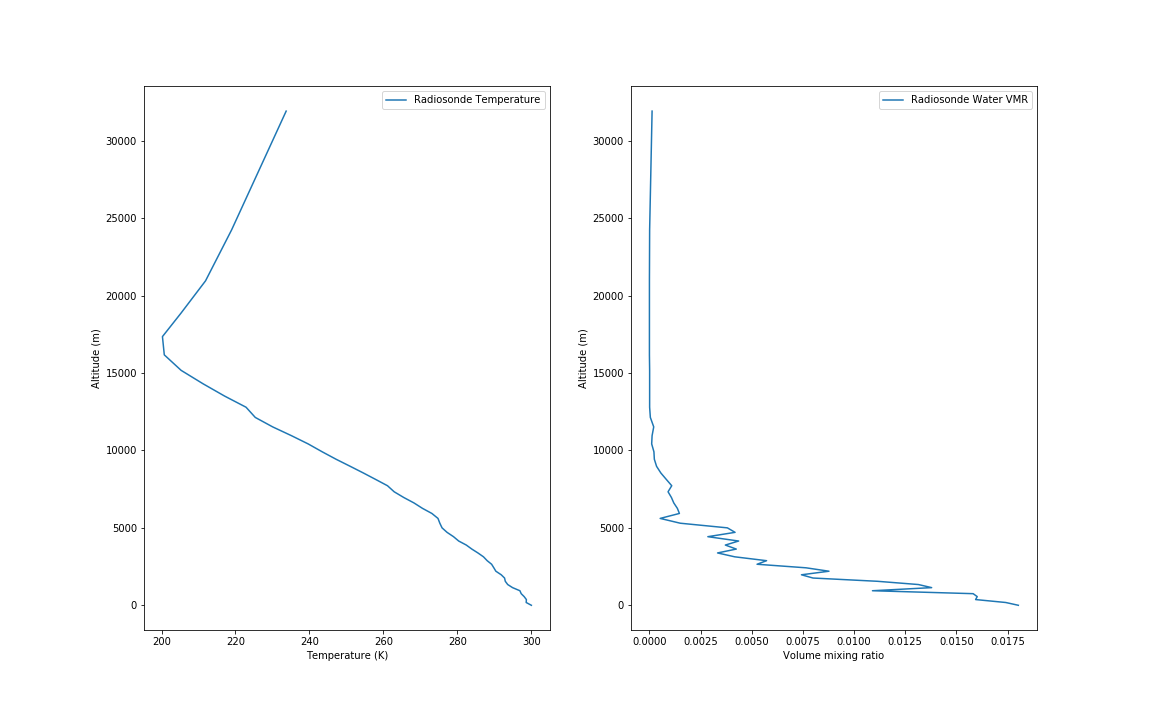 Radiosonde Temperature
30000
25000
20000
15000
10000
5000
0
Altitude (m)
200 220 240 260 280 300
Temperature (K)
Radiosonde Water VMR
30000
25000
20000
15000
10000
5000
0
Altitude (m)
0.0000 0.0025 0.0050 0.0075 0.0100 0.0125 0.0150 0.0175
Volume mixing ratio